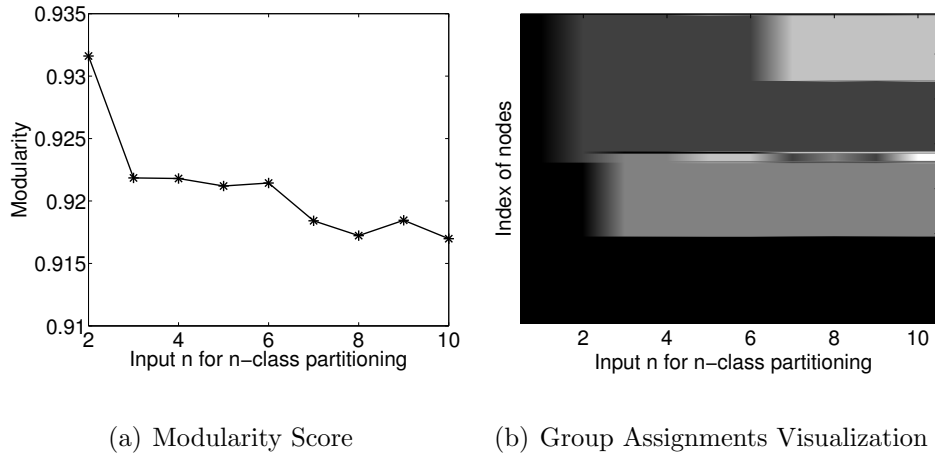 0.935
0.93
0.925
0.92
0.915
0.91
Modularity
2 4 6 8 10
Input n for n−class partitioning
(a) Modularity Score
Index of nodes
2 4 6 8 10
Input n for n−class partitioning
(b) Group Assignments Visualization